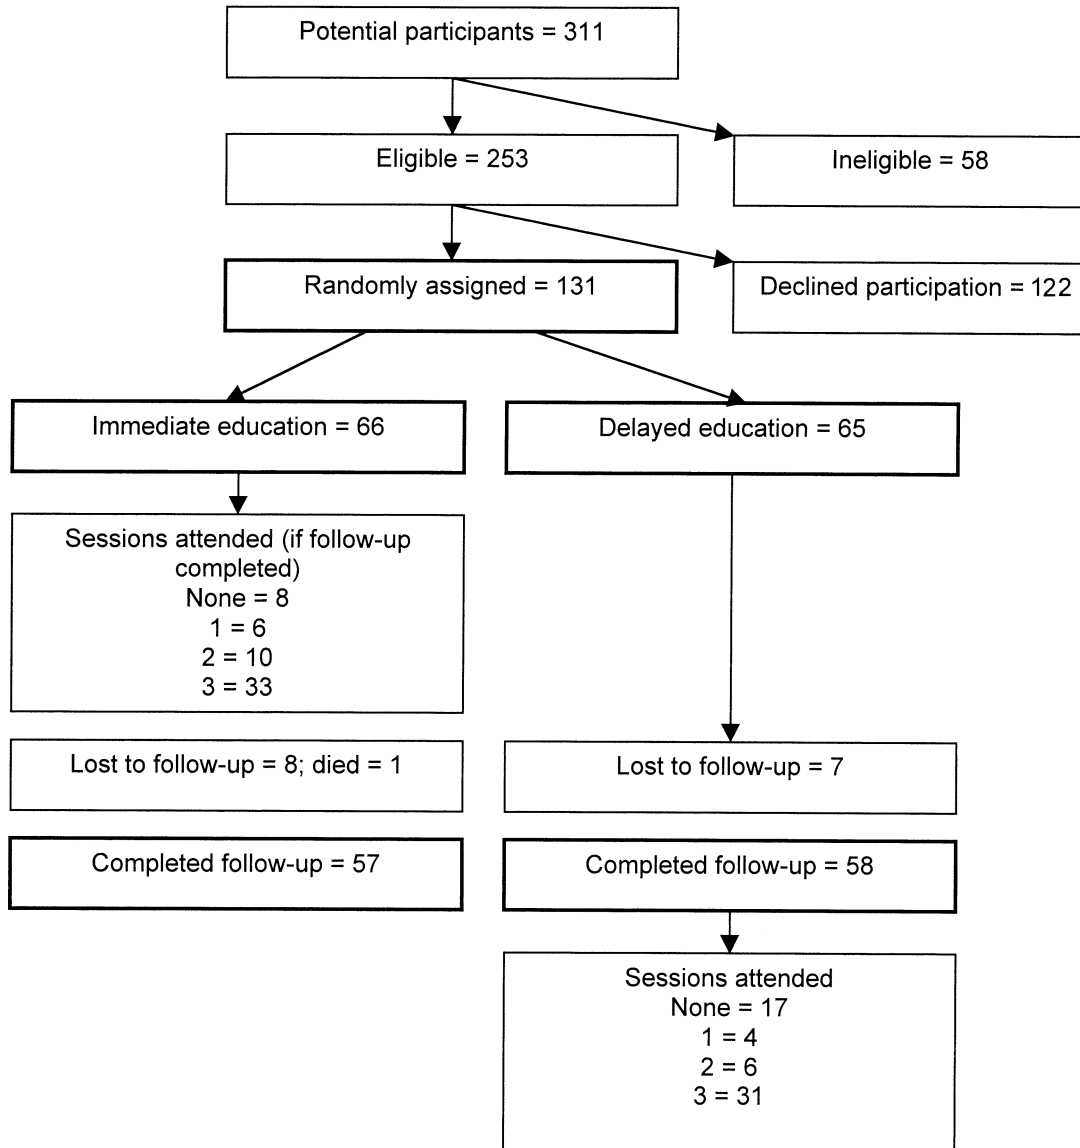 Potential participants = 311
Eligible = 253
Ineligible = 58
Randomly assigned = 131
Declined participation = 122
Immediate education = 66
Delayed education = 65
Sessions attended (if follow-up
completed)
None = 8
1 = 6
2 = 10
3 = 33
Lost to follow-up = 8; died = 1
Lost to follow-up = 7
Completed follow-up = 57
Completed follow-up = 58
Sessions attended
None = 17
1 = 4
2 = 6
3 = 31